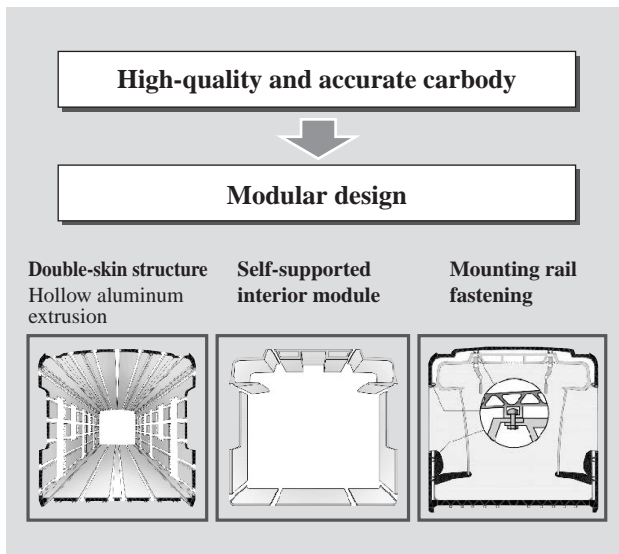 High-quality and accurate carbody
Modular design
Double-skin structure
Hollow aluminum
extrusion
Self-supported
interior module
Mounting rail
fastening